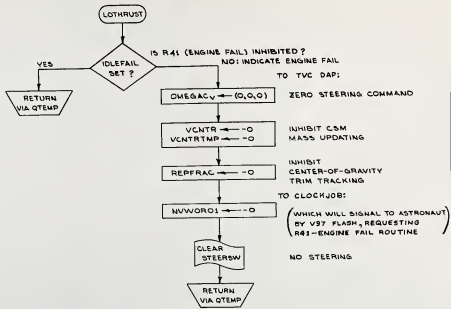 LOTHRUST
IS R41 (ENGINE FAIL) INHIBITED?
NO: INDICATE ENGINE FAIL
YES
IDLEFAIL
SET?
RETURN
VIA QTEMP
TO TVC DAP:
OMEGACv ← (0,0,0)
ZERO STEERING COMMAND
VCNTR ← -0
VCNTRTMP ← -0
INHIBIT CSM
MASS UPDATING
REPFRAC ← -0
INHIBIT
CENTER-OF-GRAVITY
TRIM TRACKING
TO CLOCKJOB:
NVWORD1 ← -0
(WHICH WILL SIGNAL TO ASTRONAUT
BY V97 FLASH, REQUESTING
R41-ENGINE FAIL ROUTINE)
CLEAR
STEERSW
NO STEERING
RETURN
VIA QTEMP